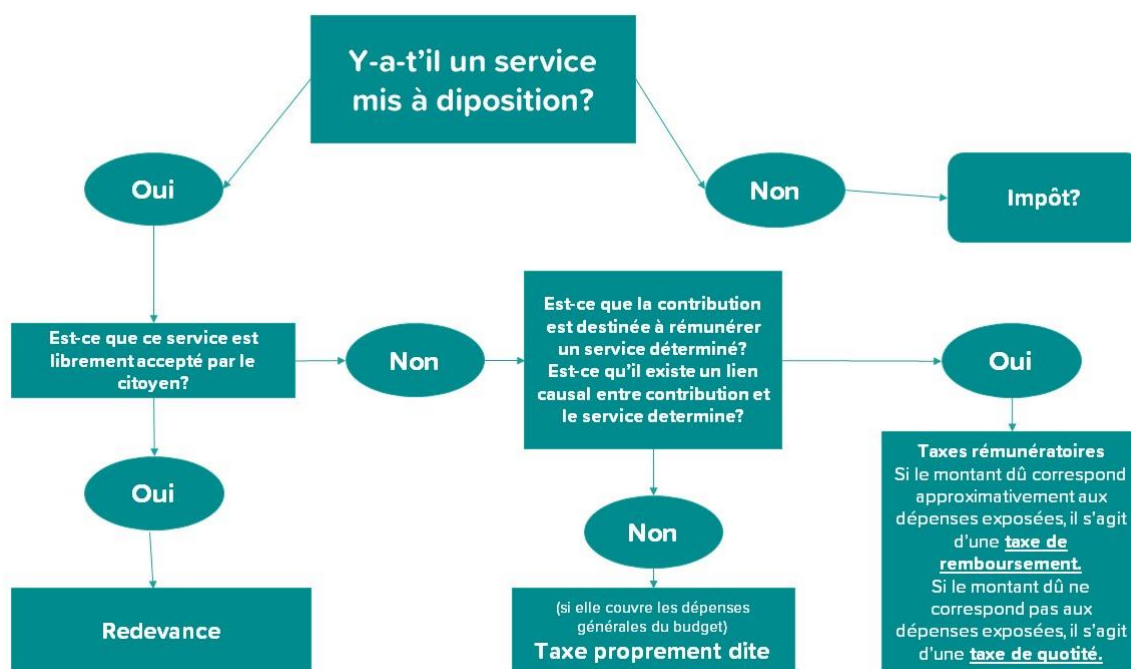 Y-a-t'il un service
mis à diposition?
Oui
Non
Impôt?
Est-ce que ce service est
librement accepté par le
citoyen?
Non
Est-ce que la contribution
est destinée à rémunérer
un service déterminé?
Est-ce qu'il existe un lien
causal entre contribution et
le service determine?
Oui
Oui
Non
Taxes rémunératoires
Si le montant dû correspond
approximativement aux
dépenses exposées, il s'agit
d'une taxe de
remboursement.
Si le montant dû ne
correspond pas aux
dépenses exposées, il s'agit
d'une taxe de quotité.
Redevance
(si elle couvre les dépenses
générales du budget)
Taxe proprement dite